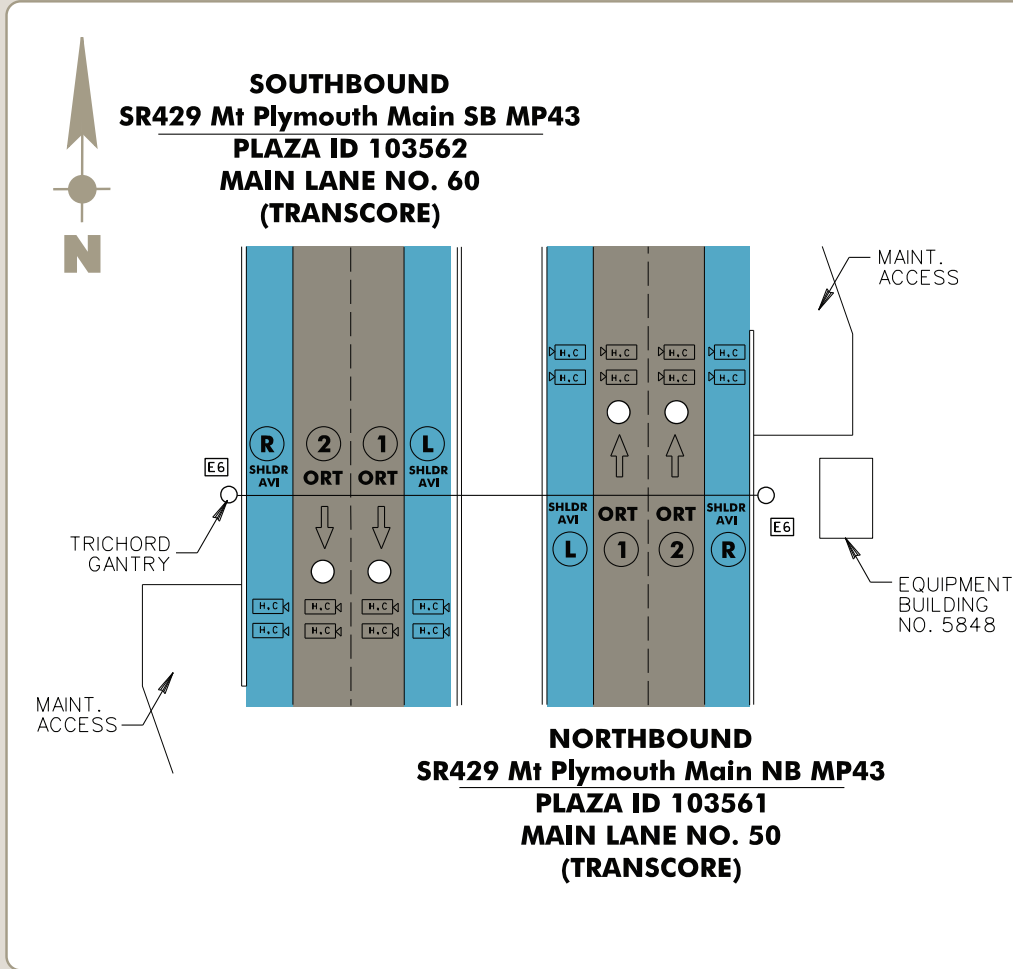 SOUTHBOUND
SR429 Mt Plymouth Main SB MP43
PLAZA ID 103562
MAIN LANE NO. 60
(TRANSCORE)
N
MAINT.
ACCESS
H.C H.C H.C H.C
H.C H.C H.C H.C
R 2 1 L
E6
SHLDR
AVI
ORT ORT
SHLDR
AVI
SHLDR
AVI
ORT ORT
SHLDR
AVI
E6
L 1 2 R
TRICHORD
GANTRY
EQUIPMENT
BUILDING
NO. 5848
H.C H.C H.C H.C
H.C H.C H.C H.C
MAINT.
ACCESS
NORTHBOUND
SR429 Mt Plymouth Main NB MP43
PLAZA ID 103561
MAIN LANE NO. 50
(TRANSCORE)